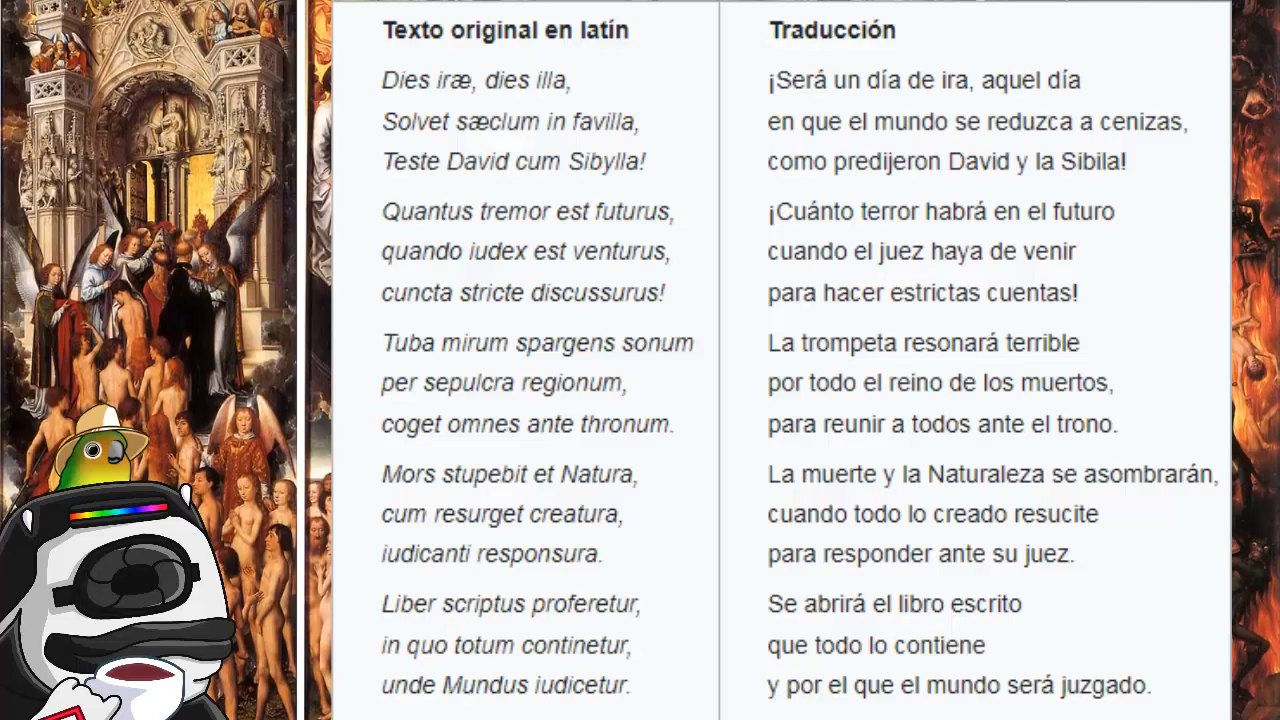 Texto original en latín
Dies iræ, dies illa,
Solvet sæclum in favilla,
Teste David cum Sibylla!
Quantus tremor est futurus,
quando iudex est venturus,
cuncta stricte discussurus!
Tuba mirum spargens sonum
per sepulcra regionum,
coget omnes ante thronum.
Mors stupebit et Natura,
cum resurget creatura,
iudicanti responsura.
Liber scriptus proferetur,
in quo totum continetur,
unde Mundus iudicetur.
Traducción
¡Será un día de ira, aquel día
en que el mundo se reduzca a cenizas,
como predijeron David y la Sibila!
¡Cuánto terror habrá en el futuro
cuando el juez haya de venir
para hacer estrictas cuentas!
La trompeta resonará terrible
por todo el reino de los muertos,
para reunir a todos ante el trono.
La muerte y la Naturaleza se asombrarán,
cuando todo lo creado resucite
para responder ante su juez.
Se abrirá el libro escrito
que todo lo contiene
y por el que el mundo será juzgado.